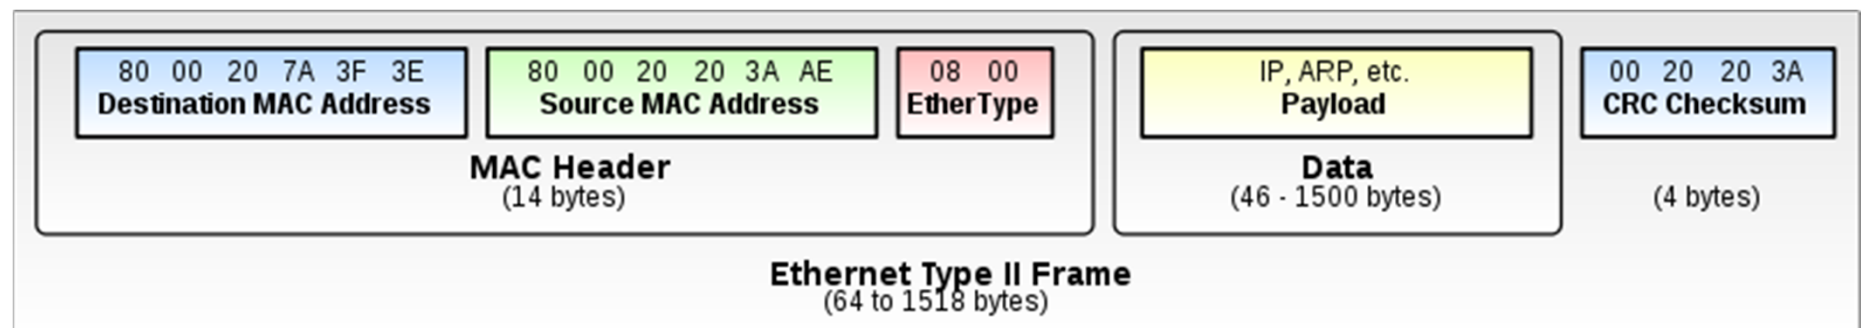 80 00 20 7A 3F 3E
Destination MAC Address
80 00 20 20 3A AE
Source MAC Address
08 00
EtherType
MAC Header
(14 bytes)
IP, ARP, etc.
Payload
Data
(46 - 1500 bytes)
00 20 20 3A
CRC Checksum
(4 bytes)
Ethernet Type II Frame
(64 to 1518 bytes)